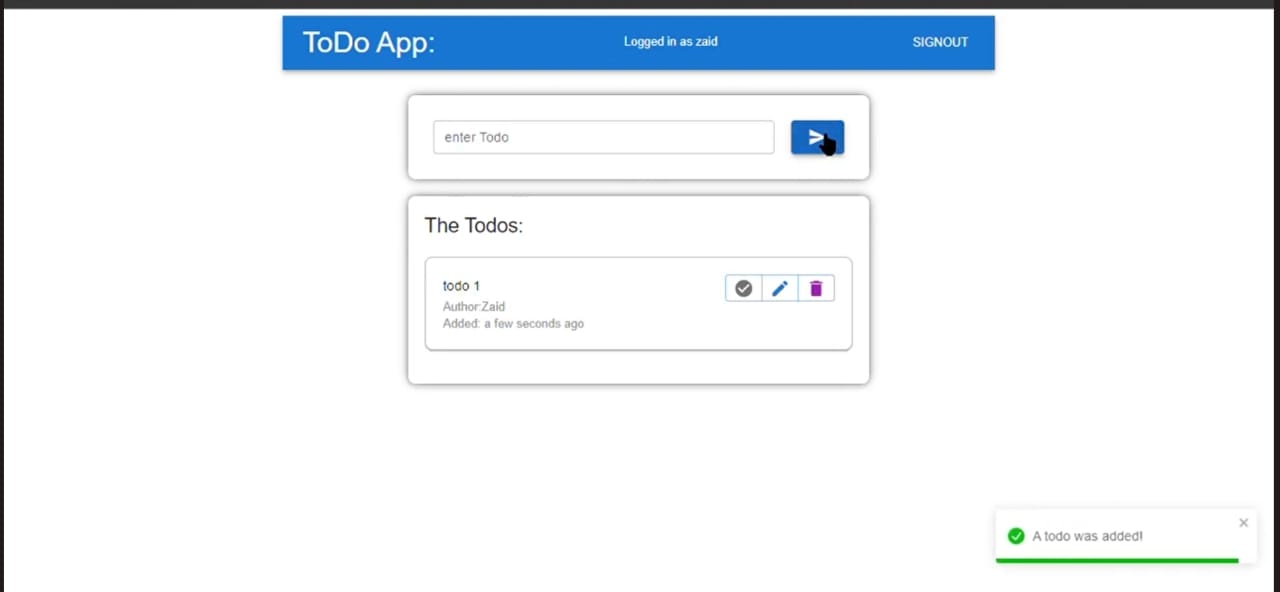 ToDo App:
Logged in as zaid
SIGNOUT
enter Todo
The Todos:
todo 1
Author:Zaid
Added: a few seconds ago
A todo was added!